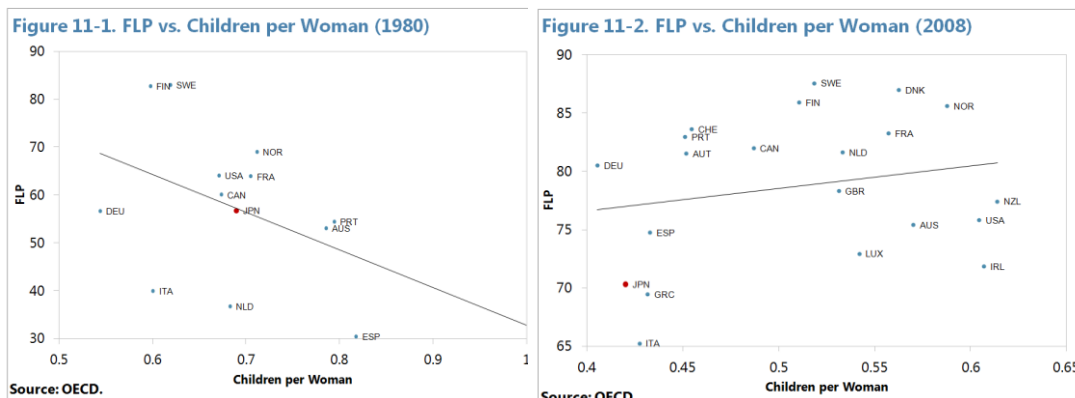 Figure 11-1. FLP vs. Children per Woman (1980)
90
80
70
60
50
40
30
FLP
FIN
SWE
NOR
USA
FRA
CAN
DEU
JPN
PRT
AUS
ITA
NLD
ESP
0.5 0.6 0.7 0.8 0.9 1
Children per Woman
Source: OECD.
Figure 11-2. FLP vs. Children per Woman (2008)
90
85
80
75
70
65
FLP
SWE
DNK
FIN
NOR
CHE
PRT
FRA
AUT
CAN
NLD
DEU
GBR
NZL
ESP
AUS
USA
LUX
IRL
JPN
GRC
ITA
0.4 0.45 0.5 0.55 0.6 0.65
Children per Woman
Source: OECD.